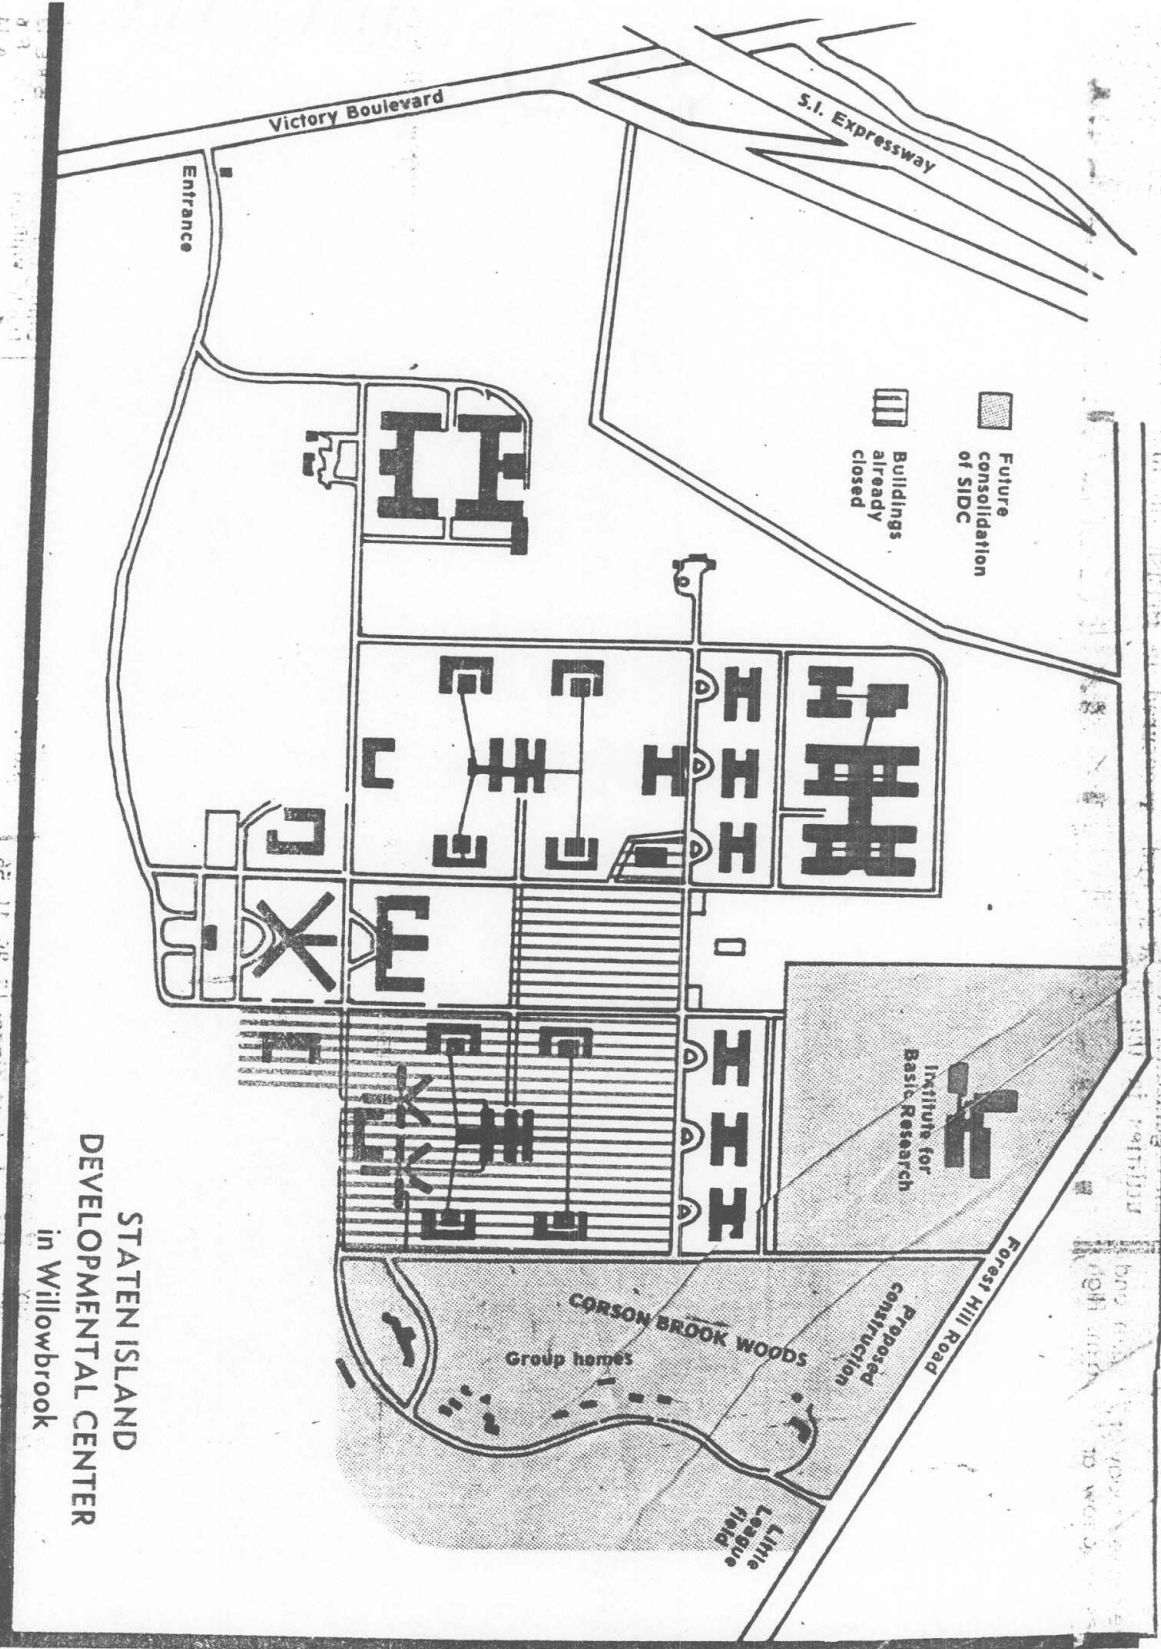 Victory Boulevard
S.I. Expressway
Entrance
Future
consolidation
of SIDC
Buildings
already
closed
Institute for
Basic Research
Forest Hill Road
Proposed
construction
CORSON BROOK WOODS
Group homes
Little
League
field
STATEN ISLAND
DEVELOPMENTAL CENTER
in Willowbrook